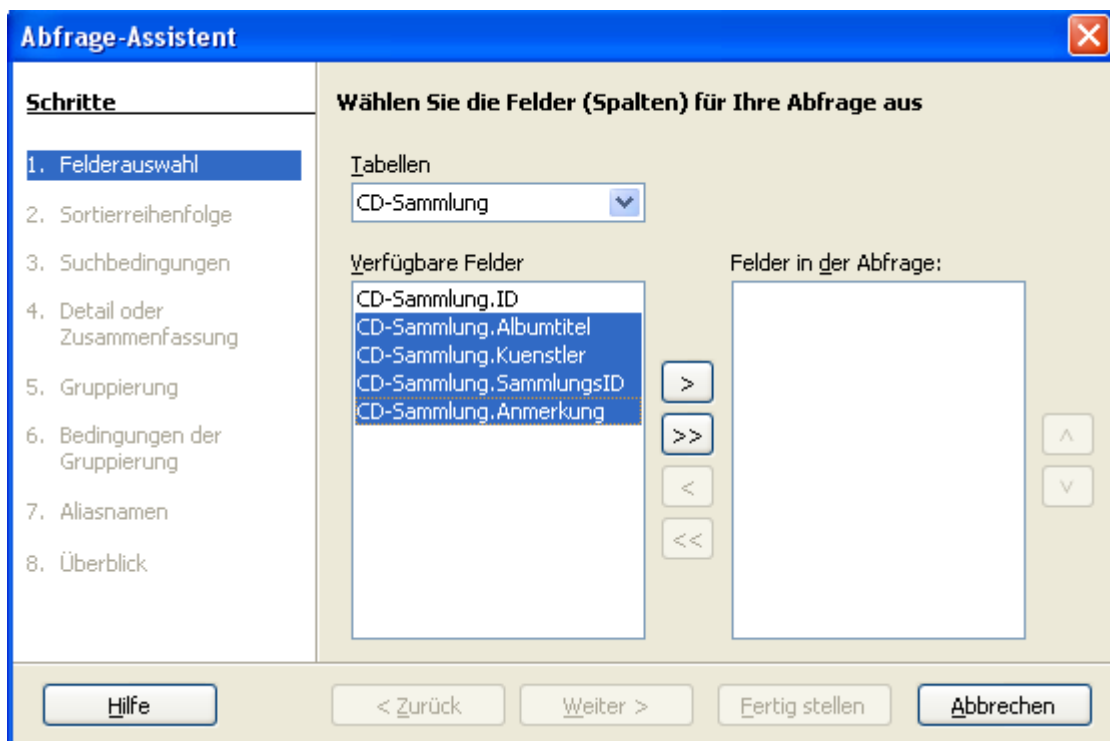 Abfrage-Assistent
Schritte
1. Felderauswahl
2. Sortierreihenfolge
3. Suchbedingungen
4. Detail oder
Zusammenfassung
5. Gruppierung
6. Bedingungen der
Gruppierung
7. Aliasnamen
8. Überblick
Wählen Sie die Felder (Spalten) für Ihre Abfrage aus
Tabellen
CD-Sammlung
Verfügbare Felder
CD-Sammlung.ID
CD-Sammlung.Albumtitel
CD-Sammlung.Kuenstler
CD-Sammlung.SammlungsID
CD-Sammlung.Anmerkung
>
>>
<
<<
Felder in der Abfrage:
Hilfe
< Zurück
Weiter >
Fertig stellen
Abbrechen